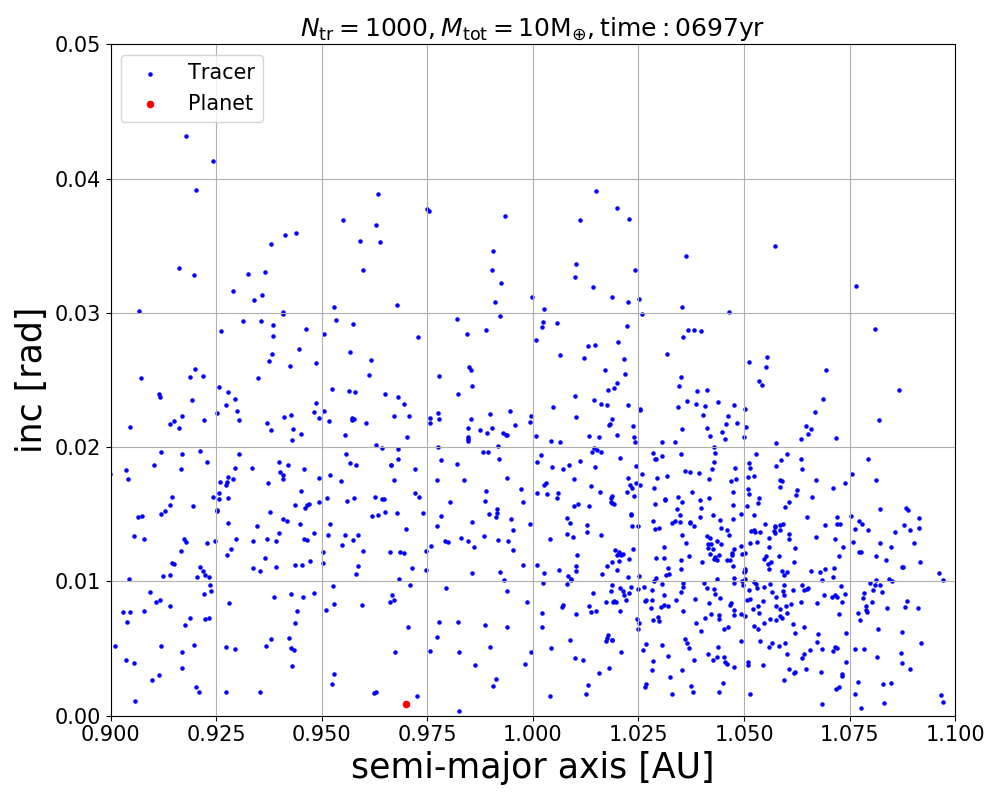 N_tr = 1000, M_tot = 10M_⊕, time : 0697yr
Tracer
Planet
inc [rad]
0.05
0.04
0.03
0.02
0.01
0.00
0.900 0.925 0.950 0.975 1.000 1.025 1.050 1.075 1.100
semi-major axis [AU]